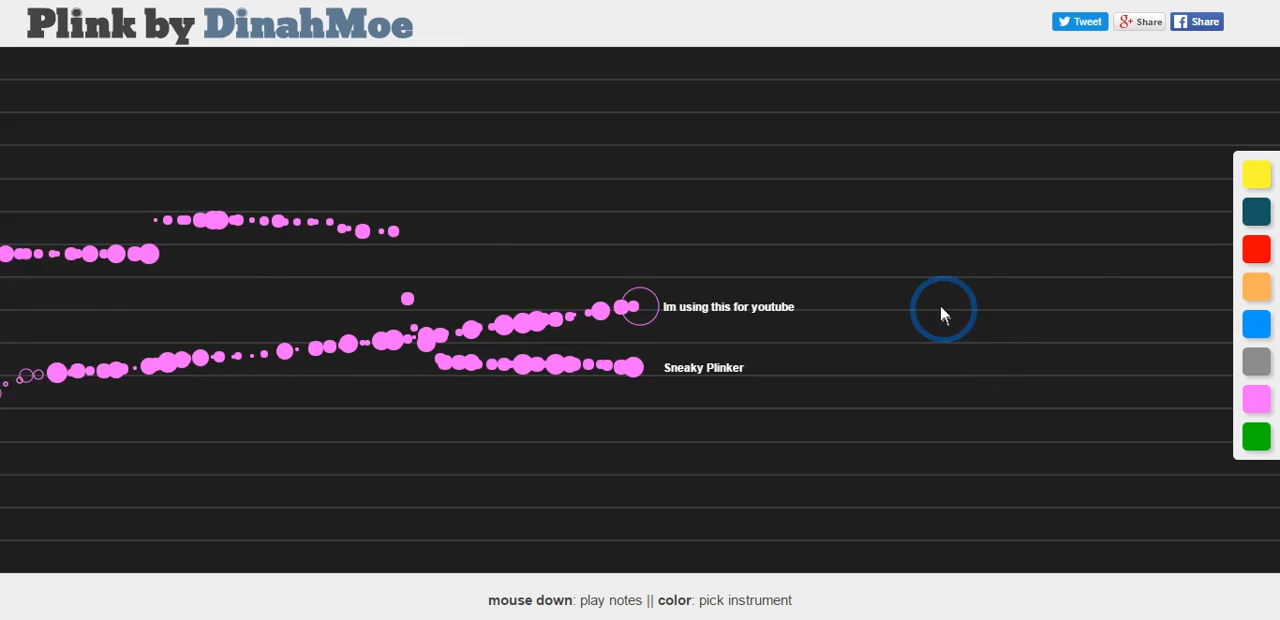 Plink by DinahMoe
Tweet
Share
Share
Im using this for youtube
Sneaky Plinker
mouse down: play notes || color: pick instrument